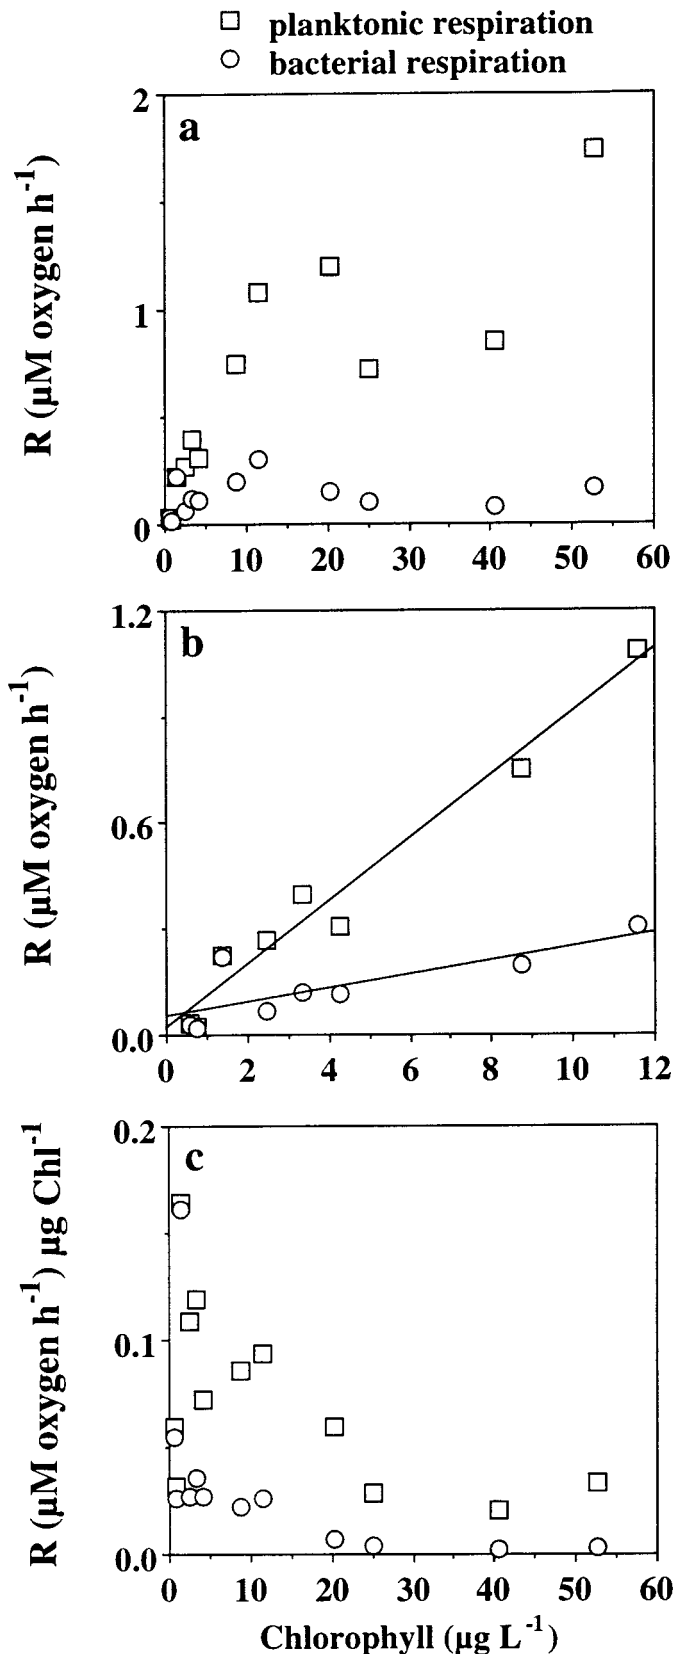 planktonic respiration
bacterial respiration
a
R (µM oxygen h-1)
2
1
0
0 10 20 30 40 50 60
b
R (µM oxygen h-1)
1.2
0.6
0.0
0 2 4 6 8 10 12
c
R (µM oxygen h-1) µg Chl-1
0.2
0.1
0.0
0 10 20 30 40 50 60
Chlorophyll (µg L-1)